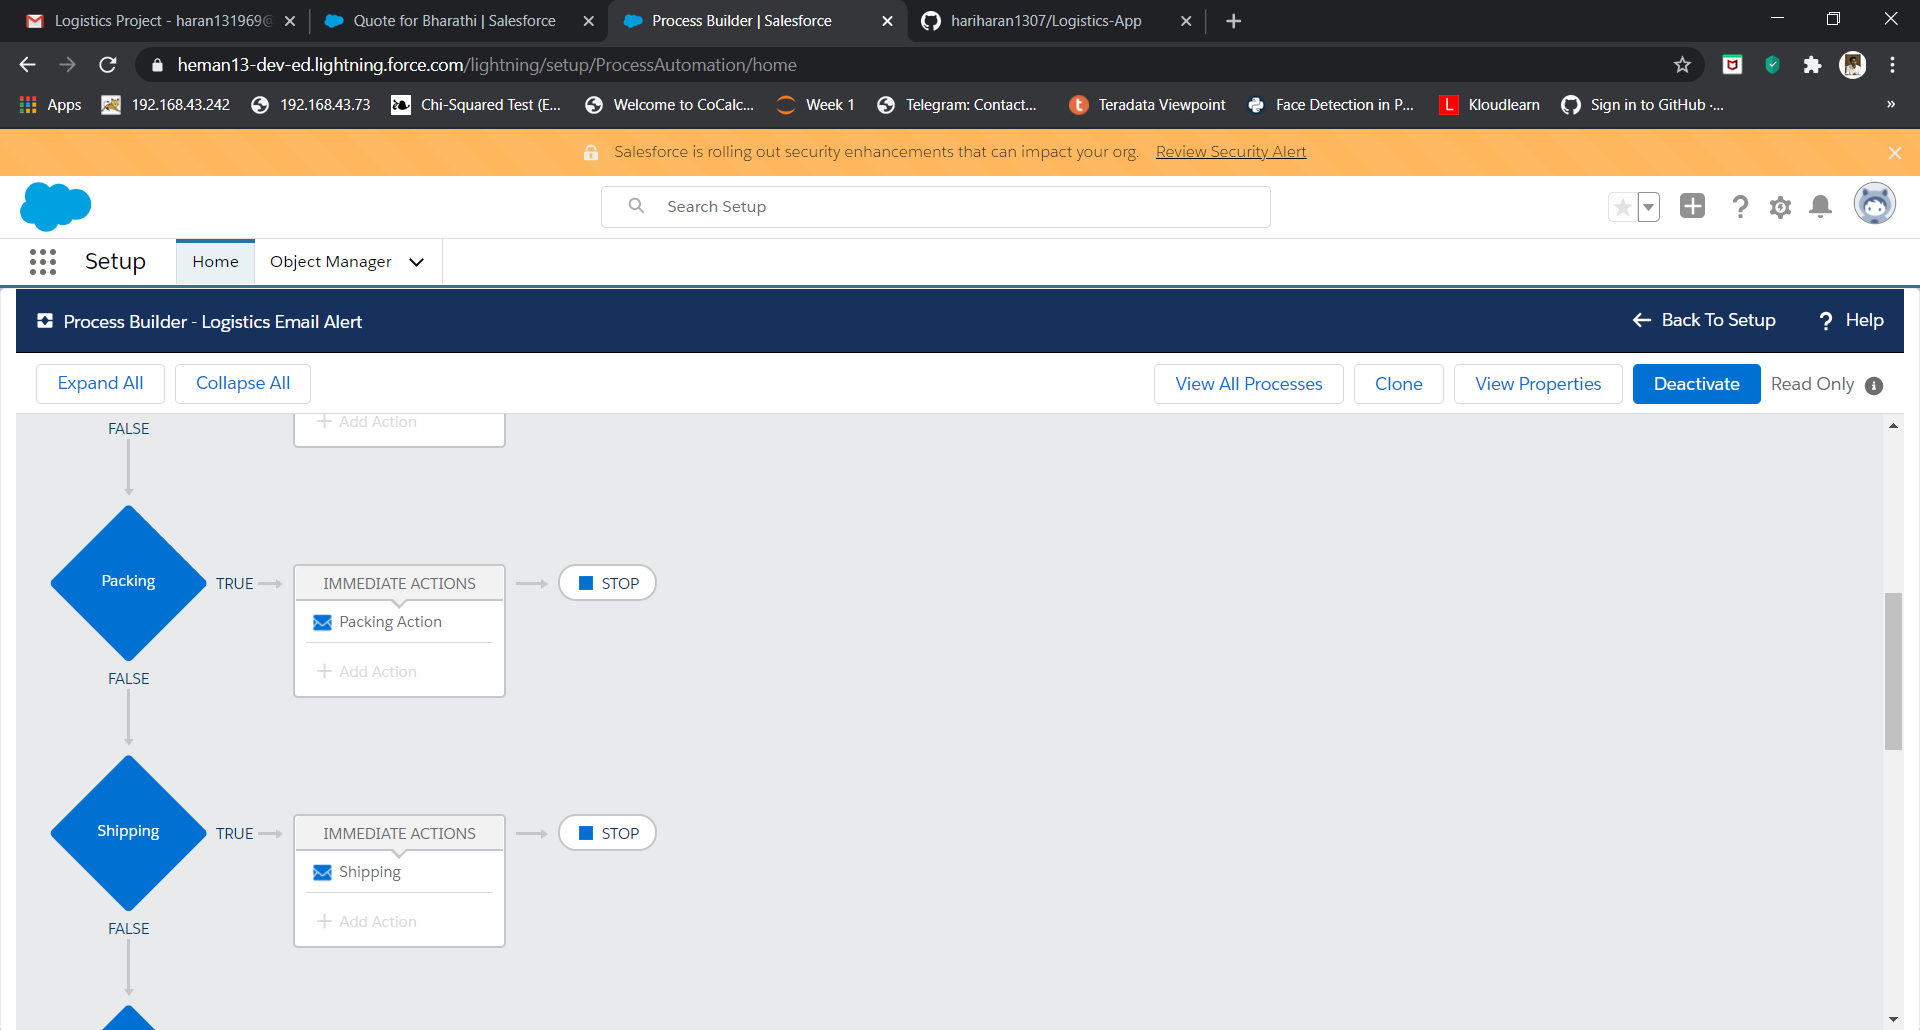 Logistics Project - haran131969@
Quote for Bharathi | Salesforce
Process Builder | Salesforce
hariharan1307/Logistics-App
heman13-dev-ed.lightning.force.com/lightning/setup/ProcessAutomation/home
Apps
192.168.43.242
192.168.43.73
Chi-Squared Test (E...
Welcome to CoCalc...
Week 1
Telegram: Contact...
Teradata Viewpoint
Face Detection in P...
L
Kloudlearn
Sign in to GitHub ·...
»
Salesforce is rolling out security enhancements that can impact your org. Review Security Alert
Search Setup
Setup
Home
Object Manager
Process Builder - Logistics Email Alert
Back To Setup
? Help
Expand All
Collapse All
View All Processes
Clone
View Properties
Deactivate
Read Only
FALSE
+ Add Action
Packing
TRUE
IMMEDIATE ACTIONS
STOP
Packing Action
+ Add Action
FALSE
Shipping
TRUE
IMMEDIATE ACTIONS
STOP
Shipping
+ Add Action
FALSE